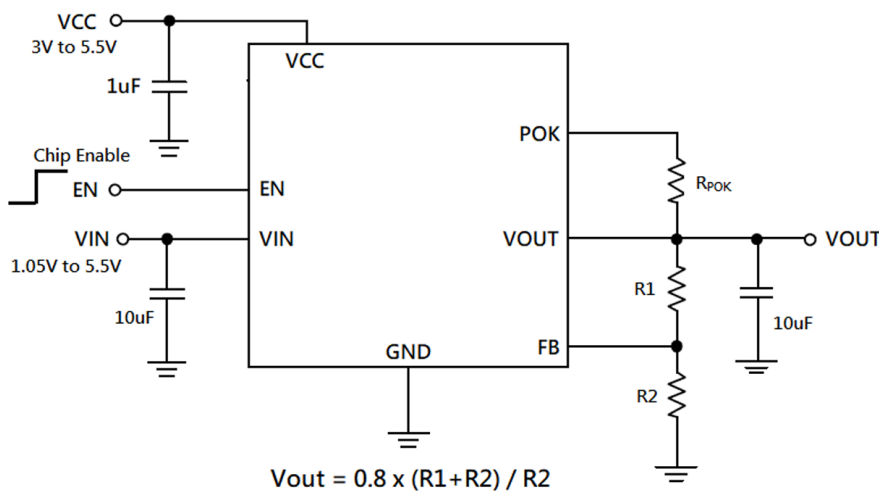 VCC
3V to 5.5V
1uF
VCC
Chip Enable
EN
EN
VIN
1.05V to 5.5V
VIN
10uF
GND
POK
RPOK
VOUT
VOUT
R1
10uF
FB
R2
Vout = 0.8 x (R1+R2) / R2